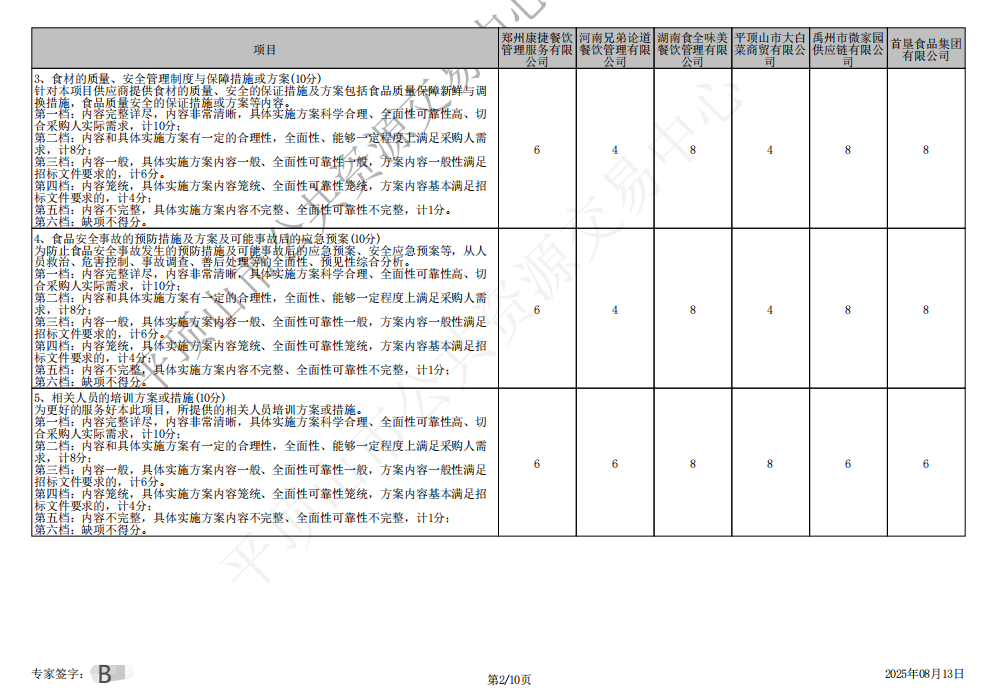 项目
郑州康捷餐饮管理服务有限公司
河南兄弟论道餐饮管理有限公司
湖南食全味美餐饮管理有限公司
平顶山市大白菜商贸有限公司
禹州市微家园供应链有限公司
首垦食品集团有限公司
3、食材的质量、安全管理制度与保障措施或方案(10分)
针对本项目供应商提供食材的质量、安全的保证措施及方案包括食品质量保障新鲜与调
换措施，食品质量安全的保证措施或方案等内容。
第一档：内容完整详尽，内容非常清晰，具体实施方案科学合理、全面性可靠性高、切
合采购人实际需求，计10分；
第二档：内容和具体实施方案有一定的合理性，全面性、能够一定程度上满足采购人需
求，计8分；
第三档：内容一般，具体实施方案内容一般、全面性可靠性一般，方案内容一般性满足
招标文件要求的，计6分。
第四档：内容笼统，具体实施方案内容笼统、全面性可靠性笼统，方案内容基本满足招
标文件要求的，计4分；
第五档：内容不完整，具体实施方案内容不完整、全面性可靠性不完整，计1分。
第六档：缺项不得分。
6 4 8 4 8 8
4、食品安全事故的预防措施及方案及可能事故后的应急预案(10分)
为防止食品安全事故发生的预防措施及可能事故后的应急预案、安全应急预案等，从人
员救治、危害控制、事故调查、善后处理等的全面性、预见性综合分析。
第一档：内容完整详尽，内容非常清晰，具体实施方案科学合理、全面性可靠性高、切
合采购人实际需求，计10分；
第二档：内容和具体实施方案有一定的合理性，全面性、能够一定程度上满足采购人需
求，计8分；
第三档：内容一般，具体实施方案内容一般、全面性可靠性一般，方案内容一般性满足
招标文件要求的，计6分。
第四档：内容笼统，具体实施方案内容笼统、全面性可靠性笼统，方案内容基本满足招
标文件要求的，计4分；
第五档：内容不完整，具体实施方案内容不完整、全面性可靠性不完整，计1分；
第六档：缺项不得分。
6 4 8 4 8 8
5、相关人员的培训方案或措施(10分)
为更好的服务好本此项目，所提供的相关人员培训方案或措施。
第一档：内容完整详尽，内容非常清晰，具体实施方案科学合理、全面性可靠性高、切
合采购人实际需求，计10分；
第二档：内容和具体实施方案有一定的合理性，全面性、能够一定程度上满足采购人需
求，计8分；
第三档：内容一般，具体实施方案内容一般、全面性可靠性一般，方案内容一般性满足
招标文件要求的，计6分。
第四档：内容笼统，具体实施方案内容笼统、全面性可靠性笼统，方案内容基本满足招
标文件要求的，计4分；
第五档：内容不完整，具体实施方案内容不完整、全面性可靠性不完整，计1分；
第六档：缺项不得分。
6 6 8 8 6 6
平顶山市公共资源交易中心
平顶山市公共资源交易中心
专家签字： B
第2/10页
2025年08月13日